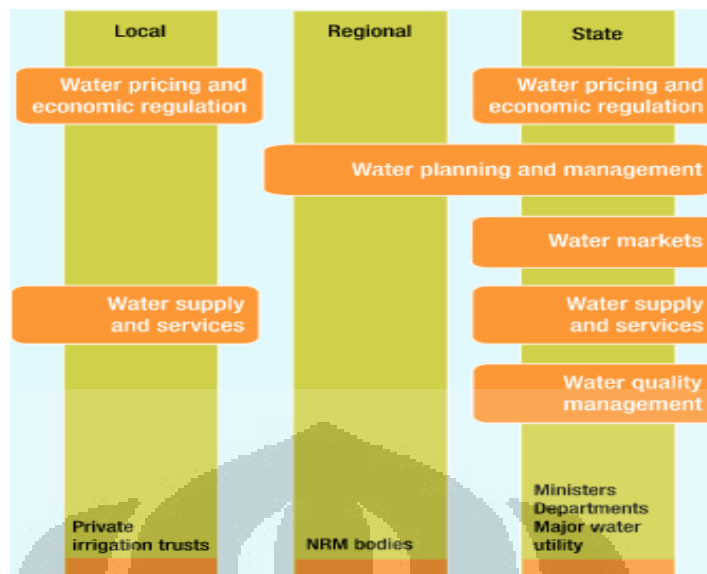 Local
Regional
State
Water pricing and
economic regulation
Water pricing and
economic regulation
Water planning and management
Water markets
Water supply
and services
Water supply
and services
Water quality
management
Private
irrigation trusts
NRM bodies
Ministers
Departments
Major water
utility